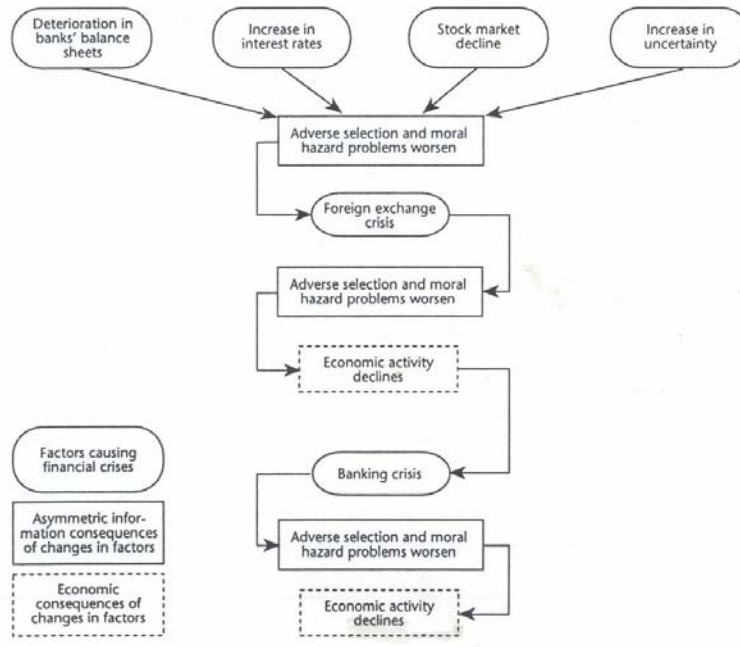 Deterioration in
banks' balance
sheets
Increase in
interest rates
Stock market
decline
Increase in
uncertainty
Adverse selection and moral
hazard problems worsen
Foreign exchange
crisis
Adverse selection and moral
hazard problems worsen
Economic activity
declines
Factors causing
financial crises
Banking crisis
Asymmetric infor-
mation consequences
of changes in factors
Adverse selection and moral
hazard problems worsen
Economic
consequences of
changes in factors
Economic activity
declines